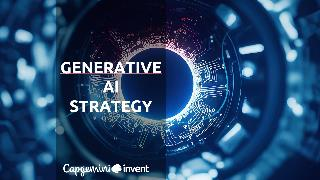 GENERATIVE
AI
STRATEGY
Capgemini invent